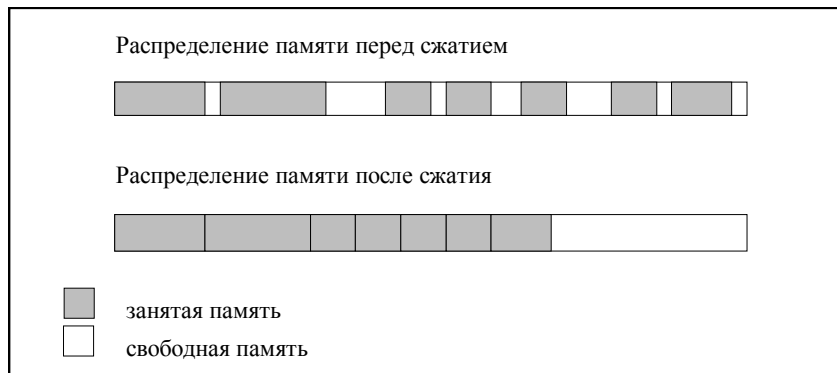 Распределение памяти перед сжатием
Распределение памяти после сжатия
занятая память
свободная память